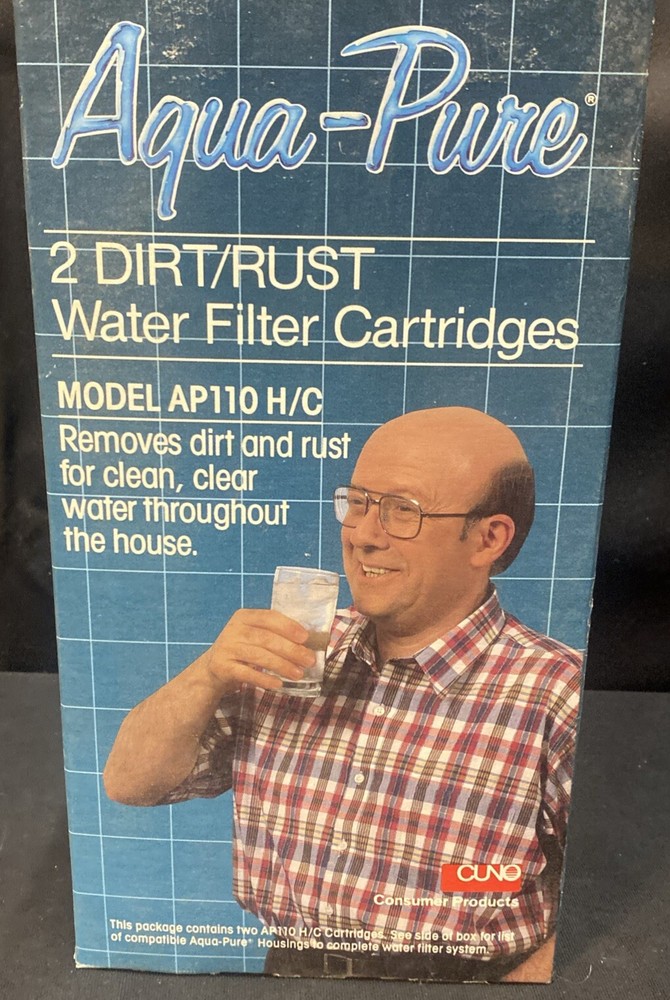 Aqua-Pure®
2 DIRT/RUST
Water Filter Cartridges
MODEL AP110 H/C
Removes dirt and rust
for clean, clear
water throughout
the house.
CUNO
Consumer Products
This package contains two AP110 H/C Cartridges. See side of box for list
of compatible Aqua-Pure® Housings to complete water filter system.